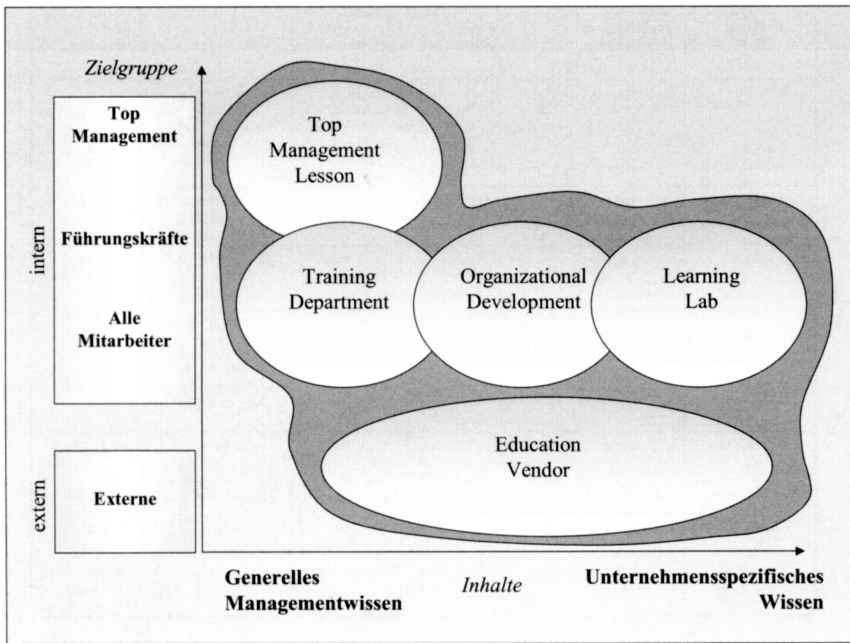 Zielgruppe
Top
Management
Führungskräfte
Alle
Mitarbeiter
intern
Externe
extern
Top
Management
Lesson
Training
Department
Organizational
Development
Learning
Lab
Education
Vendor
Generelles
Managementwissen
Inhalte
Unternehmensspezifisches
Wissen